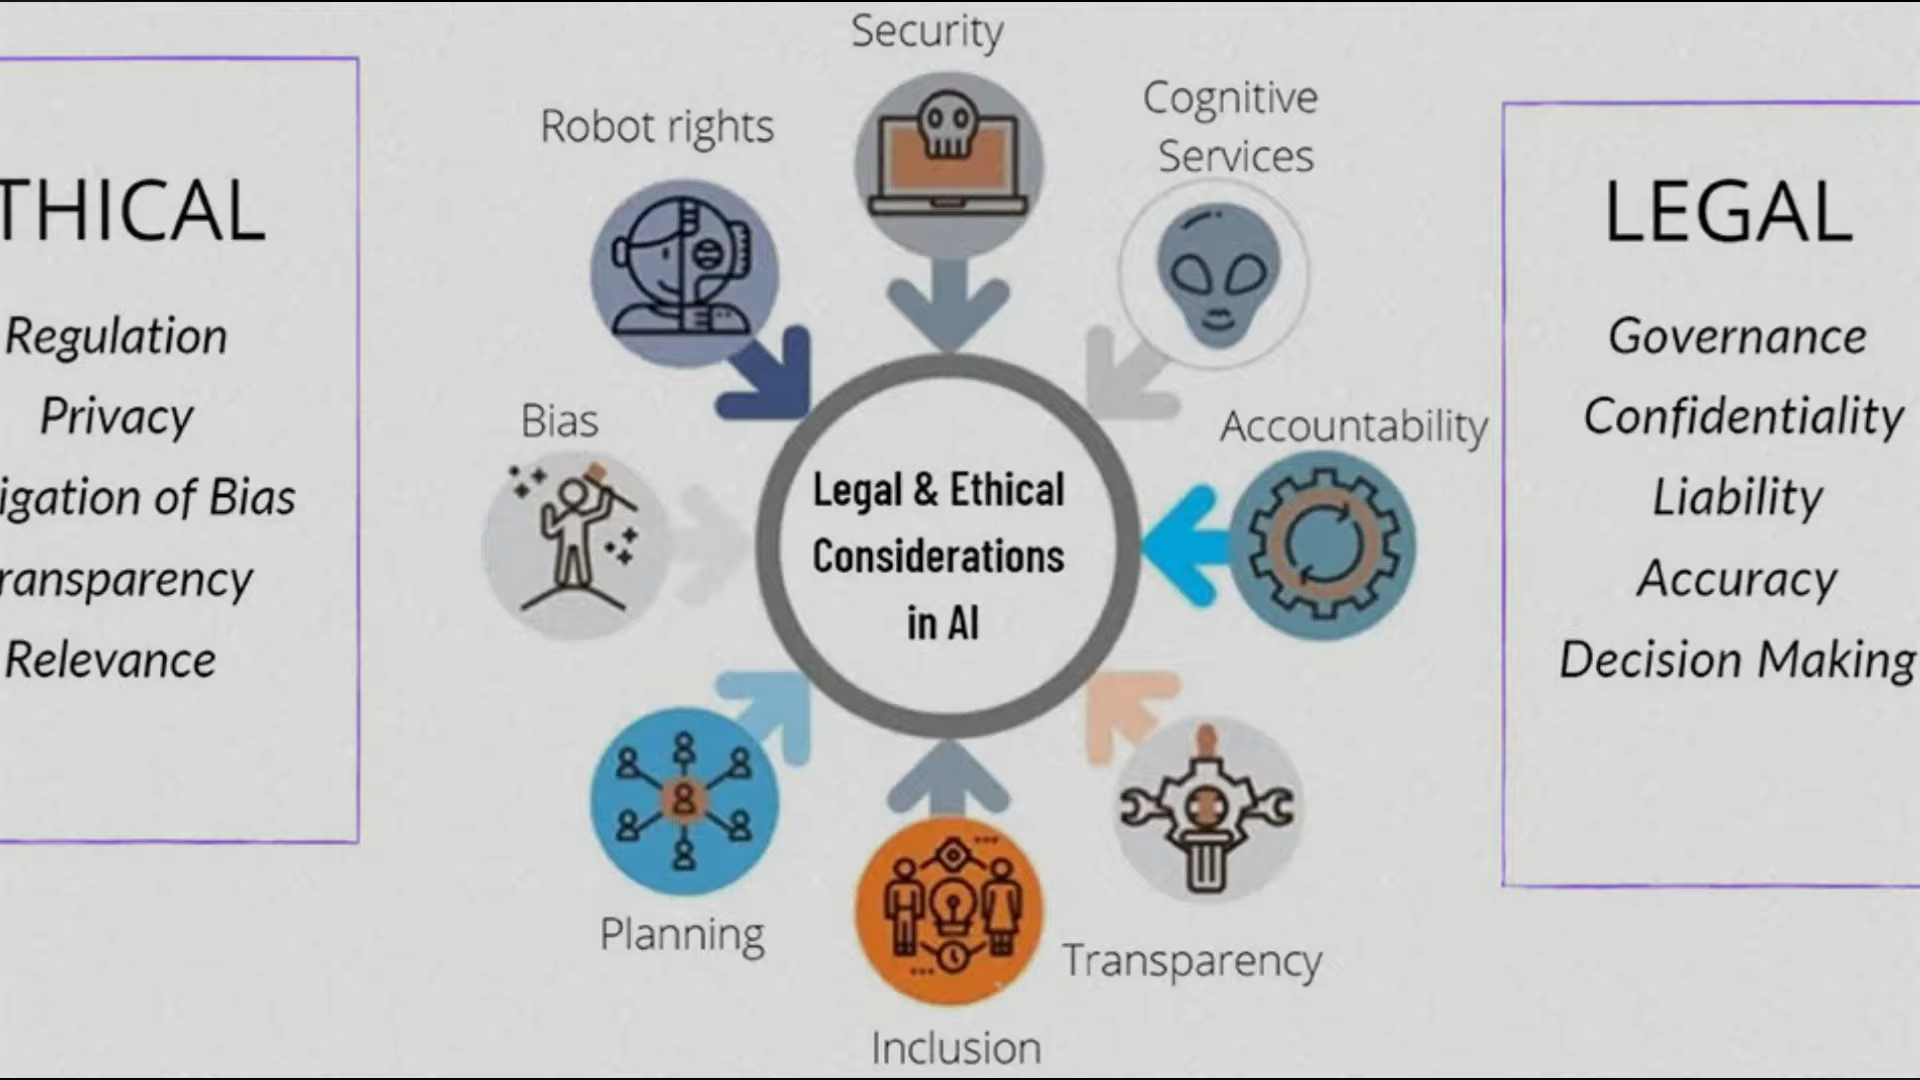 THICAL
Regulation
Privacy
igation of Bias
ransparency
Relevance
Security
Robot rights
Cognitive
Services
Bias
Accountability
Legal & Ethical
Considerations
in AI
Planning
Transparency
Inclusion
LEGAL
Governance
Confidentiality
Liability
Accuracy
Decision Making